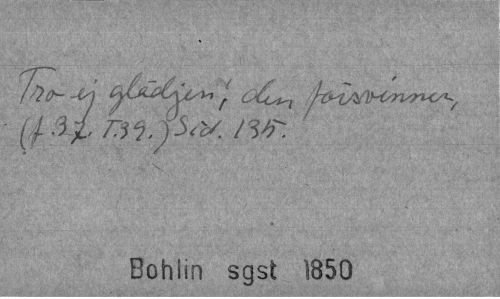 Tro ej glädjen; den försvinner,
(f. 37. T.39.) Sid. 135.
Bohlin sgst 1850